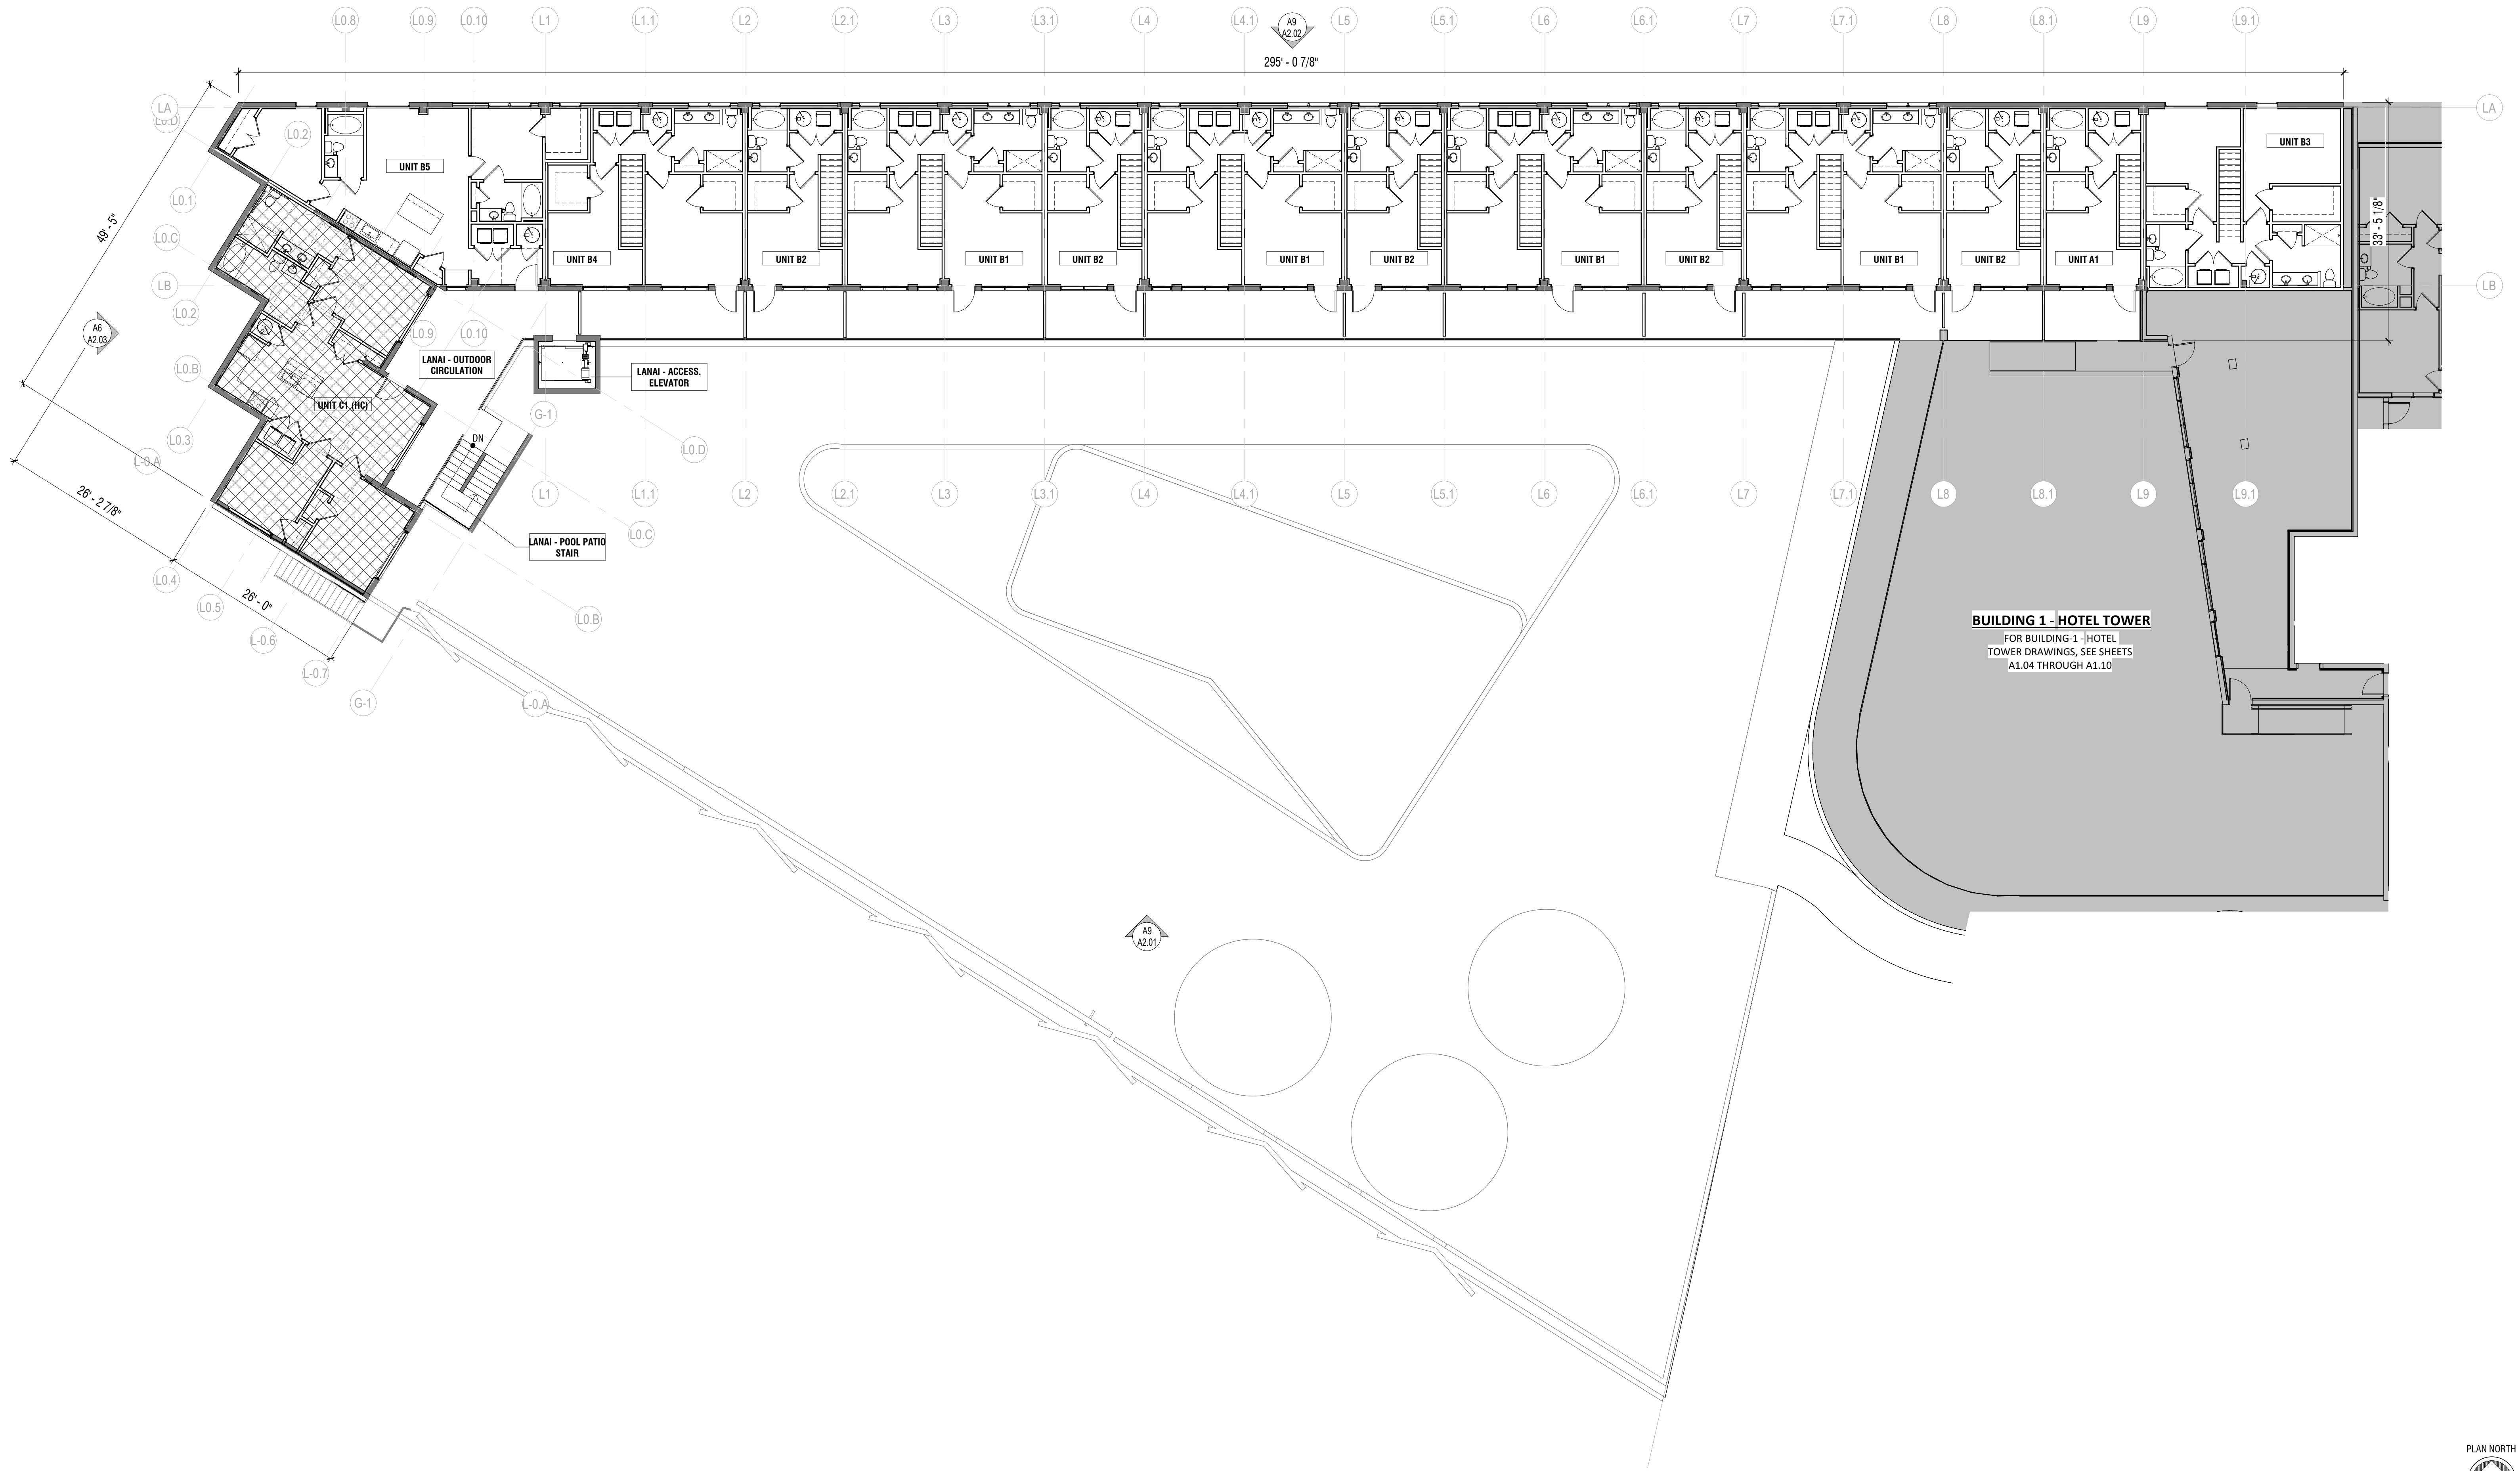 L0.8
L0.9
L0.10
L1
L1.1
L2
L2.1
L3
L3.1
L4
L4.1
A9
A2.02
L5
L5.1
L6
L6.1
L7
L7.1
L8
L8.1
L9
L9.1
295' - 0 7/8"
LA
L0.D
LA
L0.2
UNIT B5
UNIT B3
L0.1
49' - 5"
33' - 5 1/8"
L0.C
UNIT B4
UNIT B2
UNIT B1
UNIT B2
UNIT B1
UNIT B2
UNIT B1
UNIT B2
UNIT B1
UNIT B2
UNIT A1
LB
LB
L0.2
A6
A2.03
L0.9
L0.10
LANAI - OUTDOOR
CIRCULATION
L0.B
LANAI - ACCESS.
ELEVATOR
UNIT C1 (HC)
G-1
L0.3
DN
L0.D
L-0.A
26' - 2 7/8"
L1
L1.1
L2
L2.1
L3
L3.1
L4
L4.1
L5
L5.1
L6
L6.1
L7
L7.1
L8
L8.1
L9
L9.1
L0.C
LANAI - POOL PATIO
STAIR
L0.4
26' - 0"
L0.5
L0.B
L-0.6
L-0.7
G-1
L-0.A
BUILDING 1 - HOTEL TOWER
FOR BUILDING-1 - HOTEL
TOWER DRAWINGS, SEE SHEETS
A1.04 THROUGH A1.10
A9
A2.01
PLAN NORTH